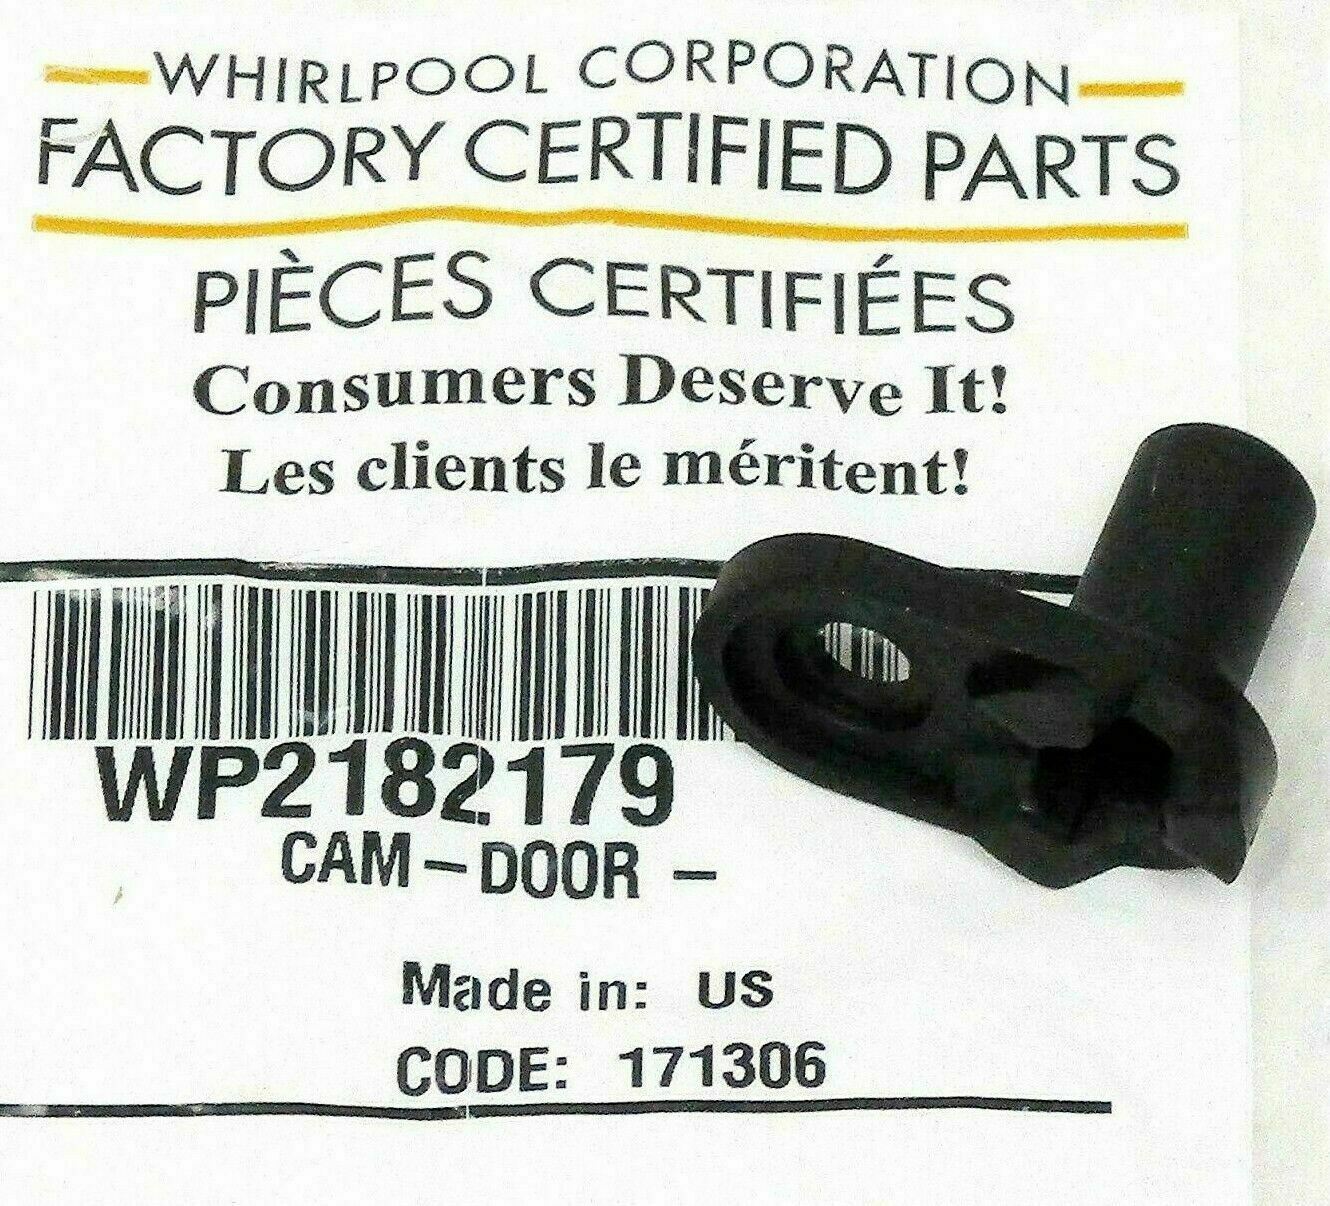 WHIRLPOOL CORPORATION
FACTORY CERTIFIED PARTS
PIÈCES CERTIFIÉES
Consumers Deserve It!
Les clients le méritent!
WP2182179
CAM-DOOR -
Made in: US
CODE: 171306